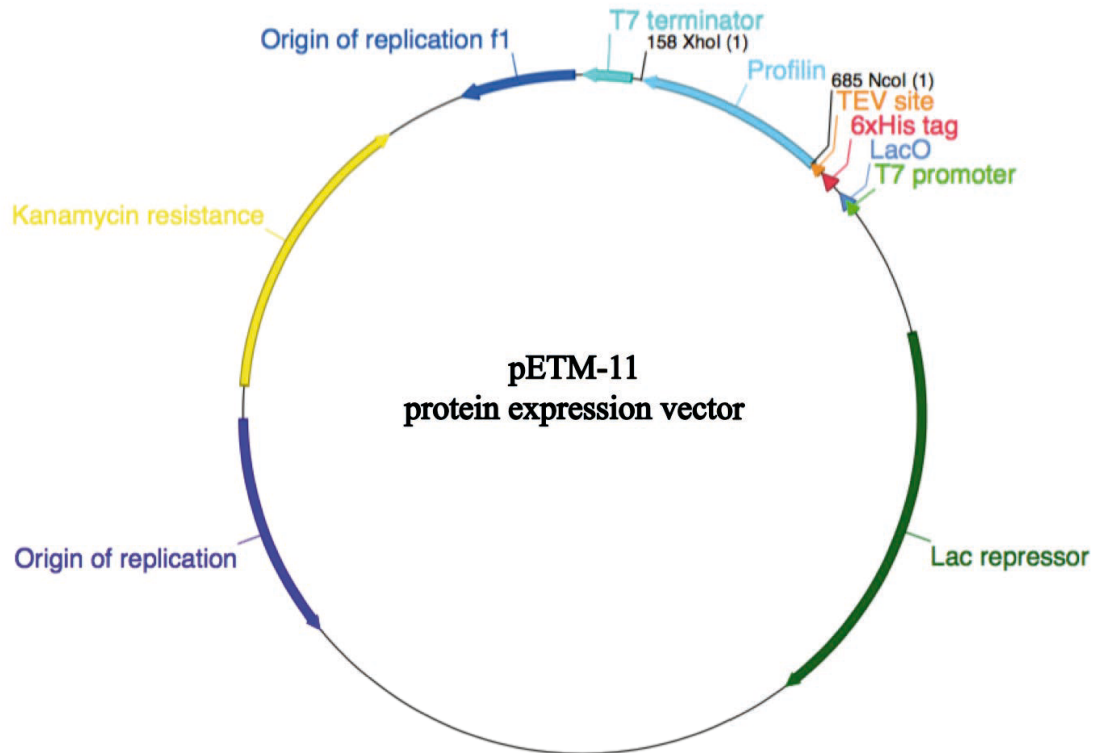 T7 terminator
Origin of replication f1
158 XhoI (1)
Profilin
685 NcoI (1)
TEV site
6xHis tag
LacO
T7 promoter
Kanamycin resistance
pETM-11
protein expression vector
Origin of replication
Lac repressor